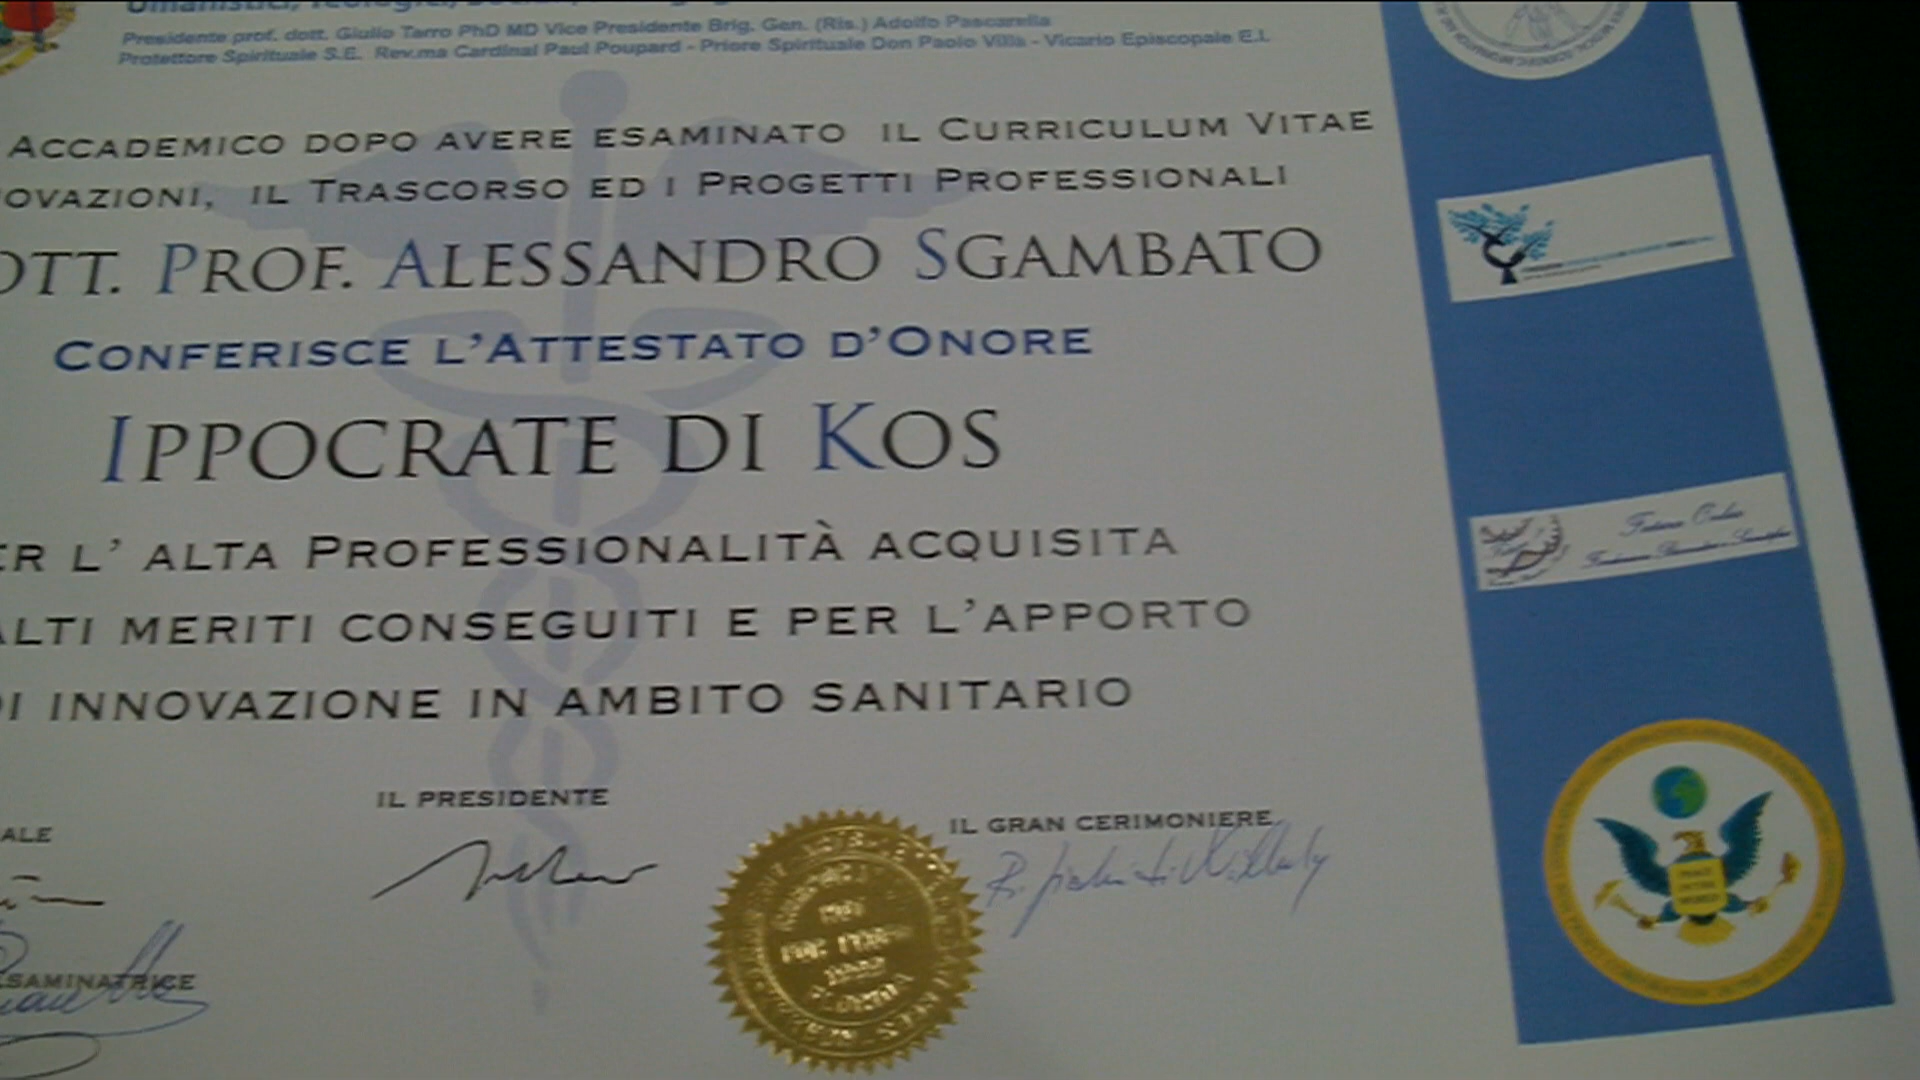 Presidente prof. dott. Giulio Tarro PhD MD Vice Presidente Brig. Gen. (Ris.) Adolfo Pascarella
Protettore Spirituale S.E. Rev.ma Cardinal Paul Poupard - Priore Spirituale Don Paolo Villa - Vicario Episcopale E.I.
ACCADEMICO DOPO AVERE ESAMINATO IL CURRICULUM VITAE
OVAZIONI, IL TRASCORSO ED I PROGETTI PROFESSIONALI
OTT. PROF. ALESSANDRO SGAMBATO
CONFERISCE L'ATTESTATO D'ONORE
IPPOCRATE DI KOS
ER L' ALTA PROFESSIONALITÀ ACQUISITA
ALTI MERITI CONSEGUITI E PER L'APPORTO
DI INNOVAZIONE IN AMBITO SANITARIO
IL PRESIDENTE
IL GRAN CERIMONIERE
ALE
ESAMINATRICE